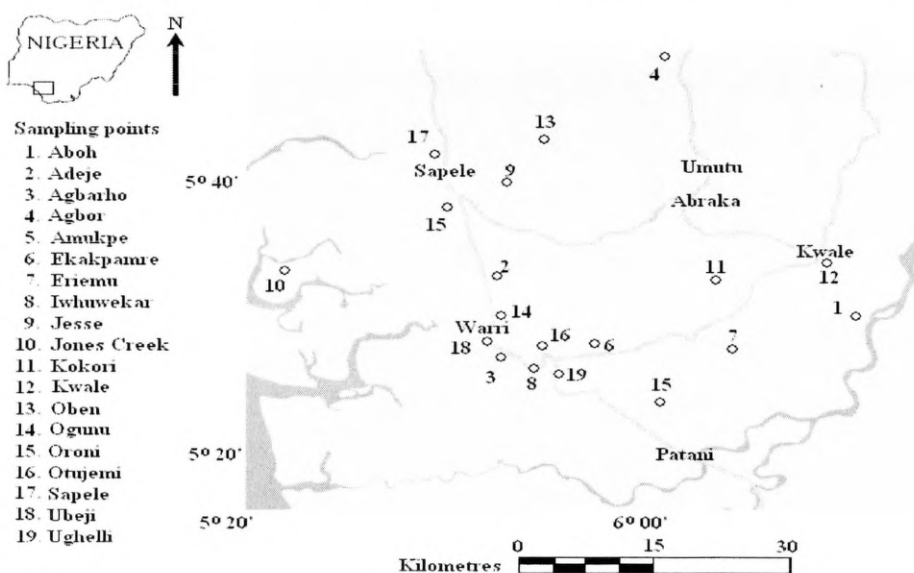 NIGERIA
N
Sampling points
1. Aboh
2. Adeje
3. Agbarho
4. Agbor
5. Amukpe
6. Ekakpamre
7. Eriemu
8. Iwhuwekar
9. Jesse
10. Jones Creek
11. Kokori
12. Kwale
13. Oben
14. Ogunu
15. Oroni
16. Otujemi
17. Sapele
18. Ubeji
19. Ughelli
4
13
17
9
Sapele
Umutu
5º 40'
Abraka
15
Kwale
2
11
12
10
1
14
Warri
16
6
7
18
3
8
19
15
5º 20'
Patani
5º 20'
6º 00'
Kilometres
0
15
30